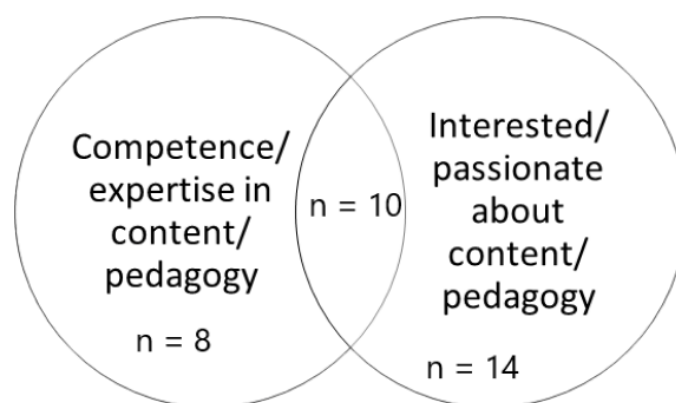 Competence/
expertise in
content/
pedagogy
n = 8
n = 10
Interested/
passionate
about
content/
pedagogy
n = 14